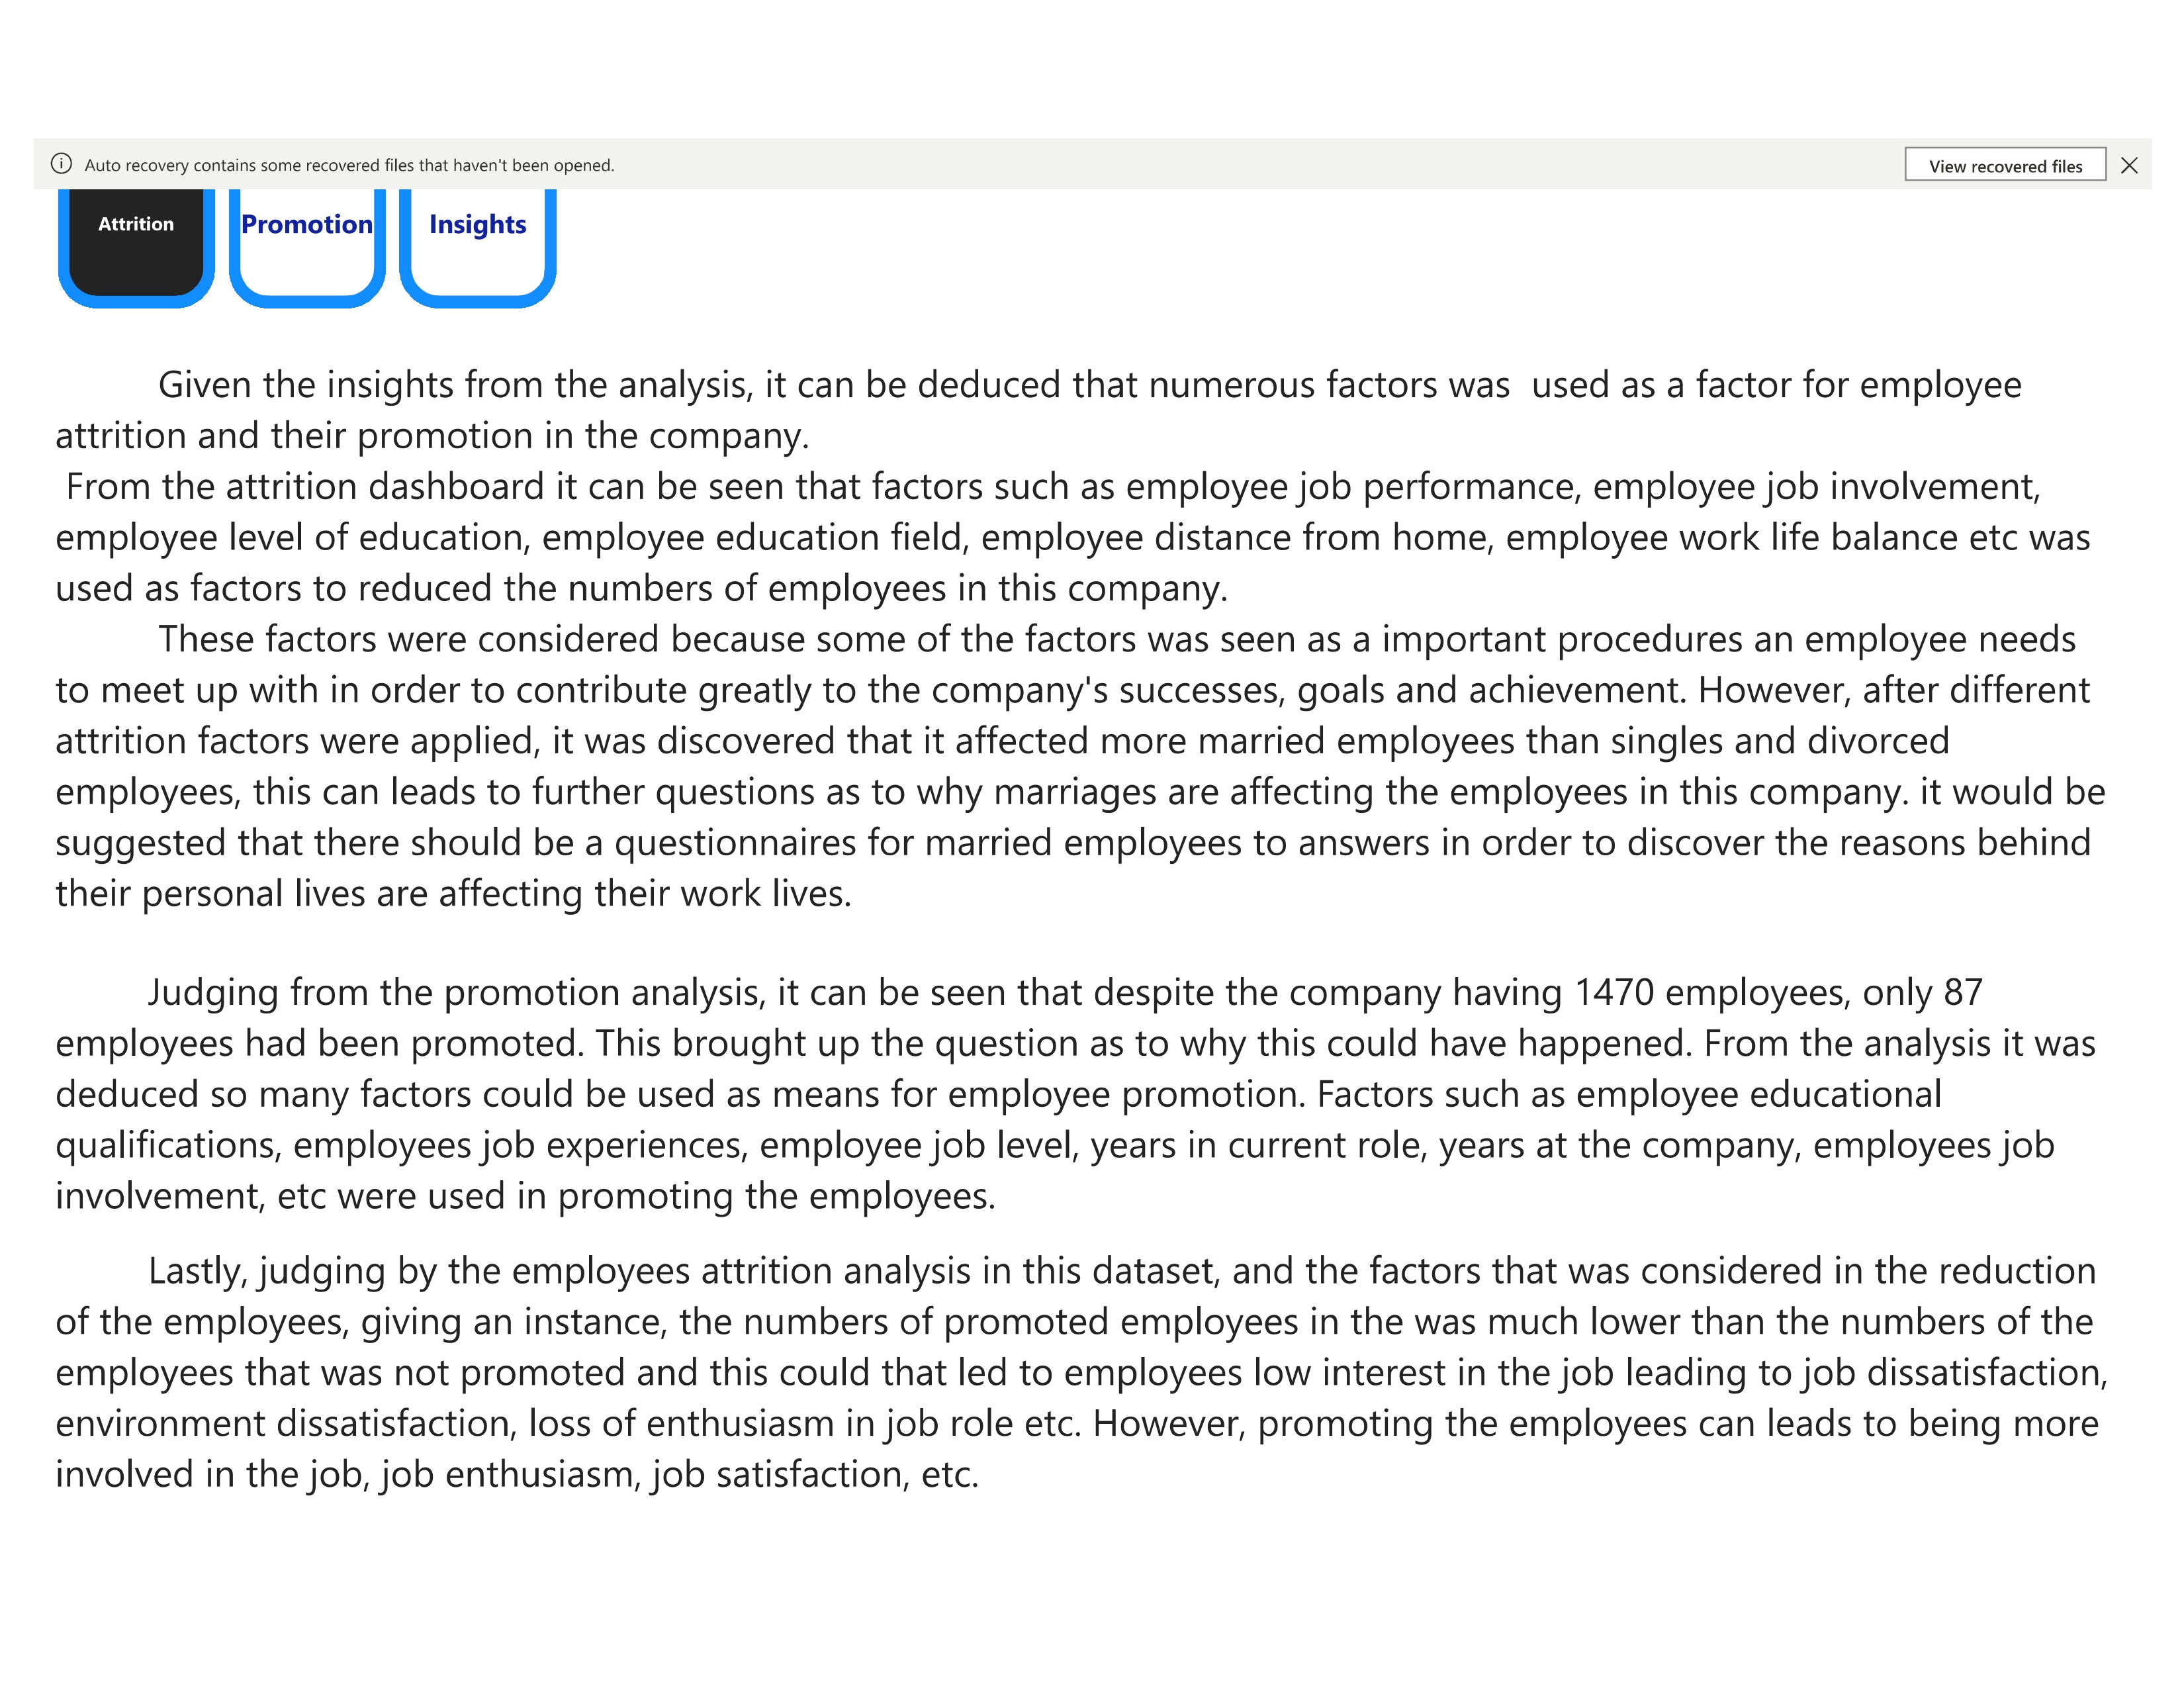 Auto recovery contains some recovered files that haven't been opened.
View recovered files
Attrition
Promotion
Insights
Given the insights from the analysis, it can be deduced that numerous factors was  used as a factor for employee
attrition and their promotion in the company.
From the attrition dashboard it can be seen that factors such as employee job performance, employee job involvement,
employee level of education, employee education field, employee distance from home, employee work life balance etc was
used as factors to reduced the numbers of employees in this company.
These factors were considered because some of the factors was seen as a important procedures an employee needs
to meet up with in order to contribute greatly to the company's successes, goals and achievement. However, after different
attrition factors were applied, it was discovered that it affected more married employees than singles and divorced
employees, this can leads to further questions as to why marriages are affecting the employees in this company. it would be
suggested that there should be a questionnaires for married employees to answers in order to discover the reasons behind
their personal lives are affecting their work lives.
Judging from the promotion analysis, it can be seen that despite the company having 1470 employees, only 87
employees had been promoted. This brought up the question as to why this could have happened. From the analysis it was
deduced so many factors could be used as means for employee promotion. Factors such as employee educational
qualifications, employees job experiences, employee job level, years in current role, years at the company, employees job
involvement, etc were used in promoting the employees.
Lastly, judging by the employees attrition analysis in this dataset, and the factors that was considered in the reduction
of the employees, giving an instance, the numbers of promoted employees in the was much lower than the numbers of the
employees that was not promoted and this could that led to employees low interest in the job leading to job dissatisfaction,
environment dissatisfaction, loss of enthusiasm in job role etc. However, promoting the employees can leads to being more
involved in the job, job enthusiasm, job satisfaction, etc.